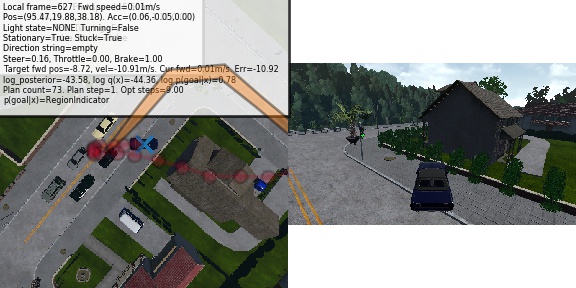 Local frame=627: Fwd speed=0.01m/s
Pos=(95.47,19.88,38.18). Acc=(0.06,-0.05,0.00)
Light state=NONE: Turning=False
Stationary=True: Stuck=True
Direction string=empty
Steer=0.16, Throttle=0.00, Brake=1.00
Target fwd pos=-8.72, vel=-10.91m/s. Cur fwd=0.01m/s. Err=-10.92
log_posterior=-43.58, log q(x)=-44.36, log p(goal|x)=0.78
Plan count=73. Plan step=1. Opt steps=9.00
p(goal|x)=RegionIndicator